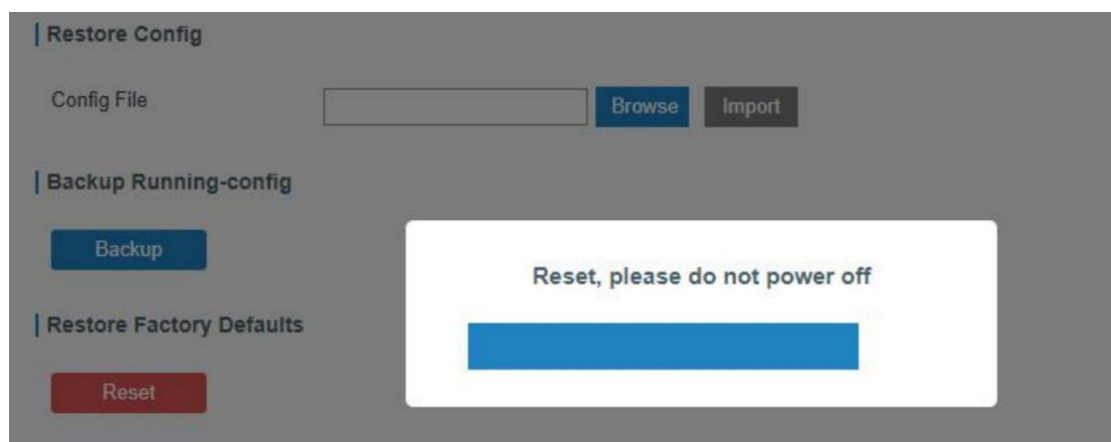 Restore Config
Config File
Browse Import
Backup Running-config
Backup
Reset, please do not power off
Restore Factory Defaults
Reset